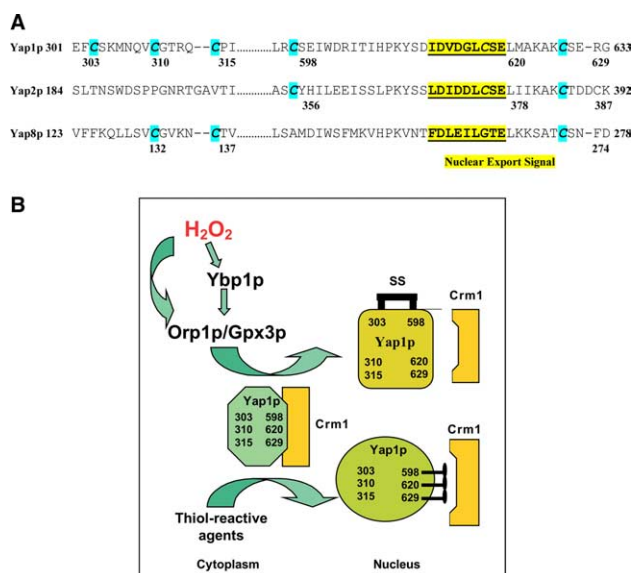 A
Yap1p 301 EFCSKMNQVCGTRQ--CPI...........LRCSEIWDRITIHPKYSDIDVDGLCSELMAKAKCSE-RG 633
303 310 315 598 620 629
Yap2p 184 SLTNSWDSPPGNRTGAVTI...........ASCYHILEEISSLPKYSSLDIDDLCSELIIKAKCTDDCK 392
356 378 387
Yap8p 123 VFFKQLLSVCGVKN--CTV...........LSAMDIWSFMKVHPKVNTFDLEILGTELKKSATCSN-FD 278
132 137 274
Nuclear Export Signal
B
H2O2
Ybp1p
Orp1p/Gpx3p
SS
303 598
Yap1p
310 620
315 629
Crm1
Yap1p
303 598
310 620
315 629
Crm1
Yap1p
303 598
310 620
315 629
Crm1
Thiol-reactive
agents
Cytoplasm Nucleus